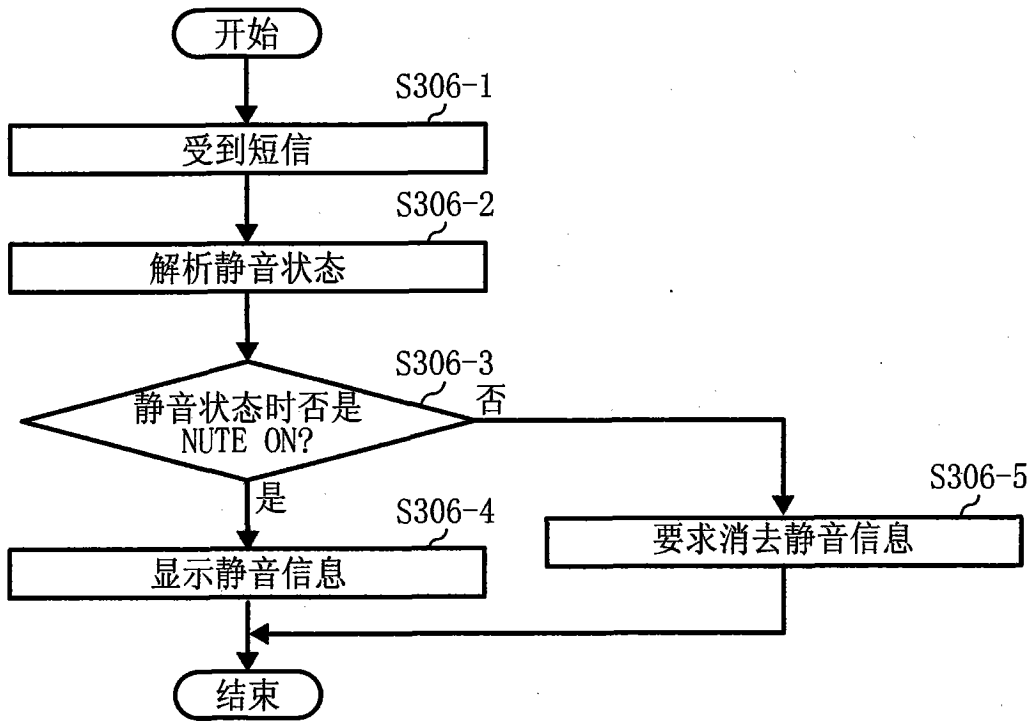 开始
S306-1
受到短信
S306-2
解析静音状态
S306-3
静音状态时否是
NUTE ON?
否
是
S306-4
显示静音信息
S306-5
要求消去静音信息
结束